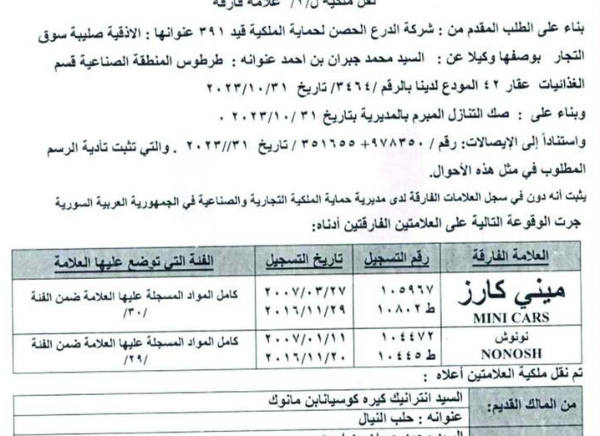 نقل ملكية ل/٢/ علامة فارقة
بناء على الطلب المقدم من : شركة الدرع الحصن لحماية الملكية قيد ٣٩١ عنوانها : الاذقية صليبة سوق
التجار بوصفها وكيلا عن : السيد محمد جبران بن احمد عنوانه : طرطوس المنطقة الصناعية قسم
الغذائيات عقار ٤٢ المودع لدينا بالرقم /٣٤٦٤/ تاريخ ٢٠٢٣/١٠/٣١
وبناء على : صك التنازل المبرم بالمديرية بتاريخ ٢٠٢٣/١٠/٣١ .
واستناداً إلى الإيصالات: رقم / ٩٧٨٣٥٠+ ٣٥١٦٥٥ / تاريخ ٢٠٢٣//٣١ . والتي تثبت تأدية الرسم
المطلوب في مثل هذه الأحوال.
يثبت أنه دون في سجل العلامات الفارقة لدى مديرية حماية الملكية التجارية والصناعية في الجمهورية العربية السورية
جرت الوقوعة التالية على العلامتين الفارقتين أدناه:
العلامة الفارقة رقم التسجيل تاريخ التسجيل الفئة التي توضع عليها العلامة
ميني كارز ١٠٥٩٦٧ ٢٠٠٧/٠٣/٢٧ كامل المواد المسجلة عليها العلامة ضمن الفئة
MINI CARS ط ١٠٨٠٢ ٢٠١٦/١١/٢٩ /٣٠/
نونوش ١٠٤٤٧٢ ٢٠٠٧/٠١/١١ كامل المواد المسجلة عليها العلامة ضمن الفئة
NONOSH ط ١٠٤٤٥ ٢٠١٦/١١/٢٠ /٢٩/
تم نقل ملكية العلامتين أعلاه :
من المالك القديم: السيد انترانيك كيره كوسيانابن مانوك
عنوانه : حلب النيال